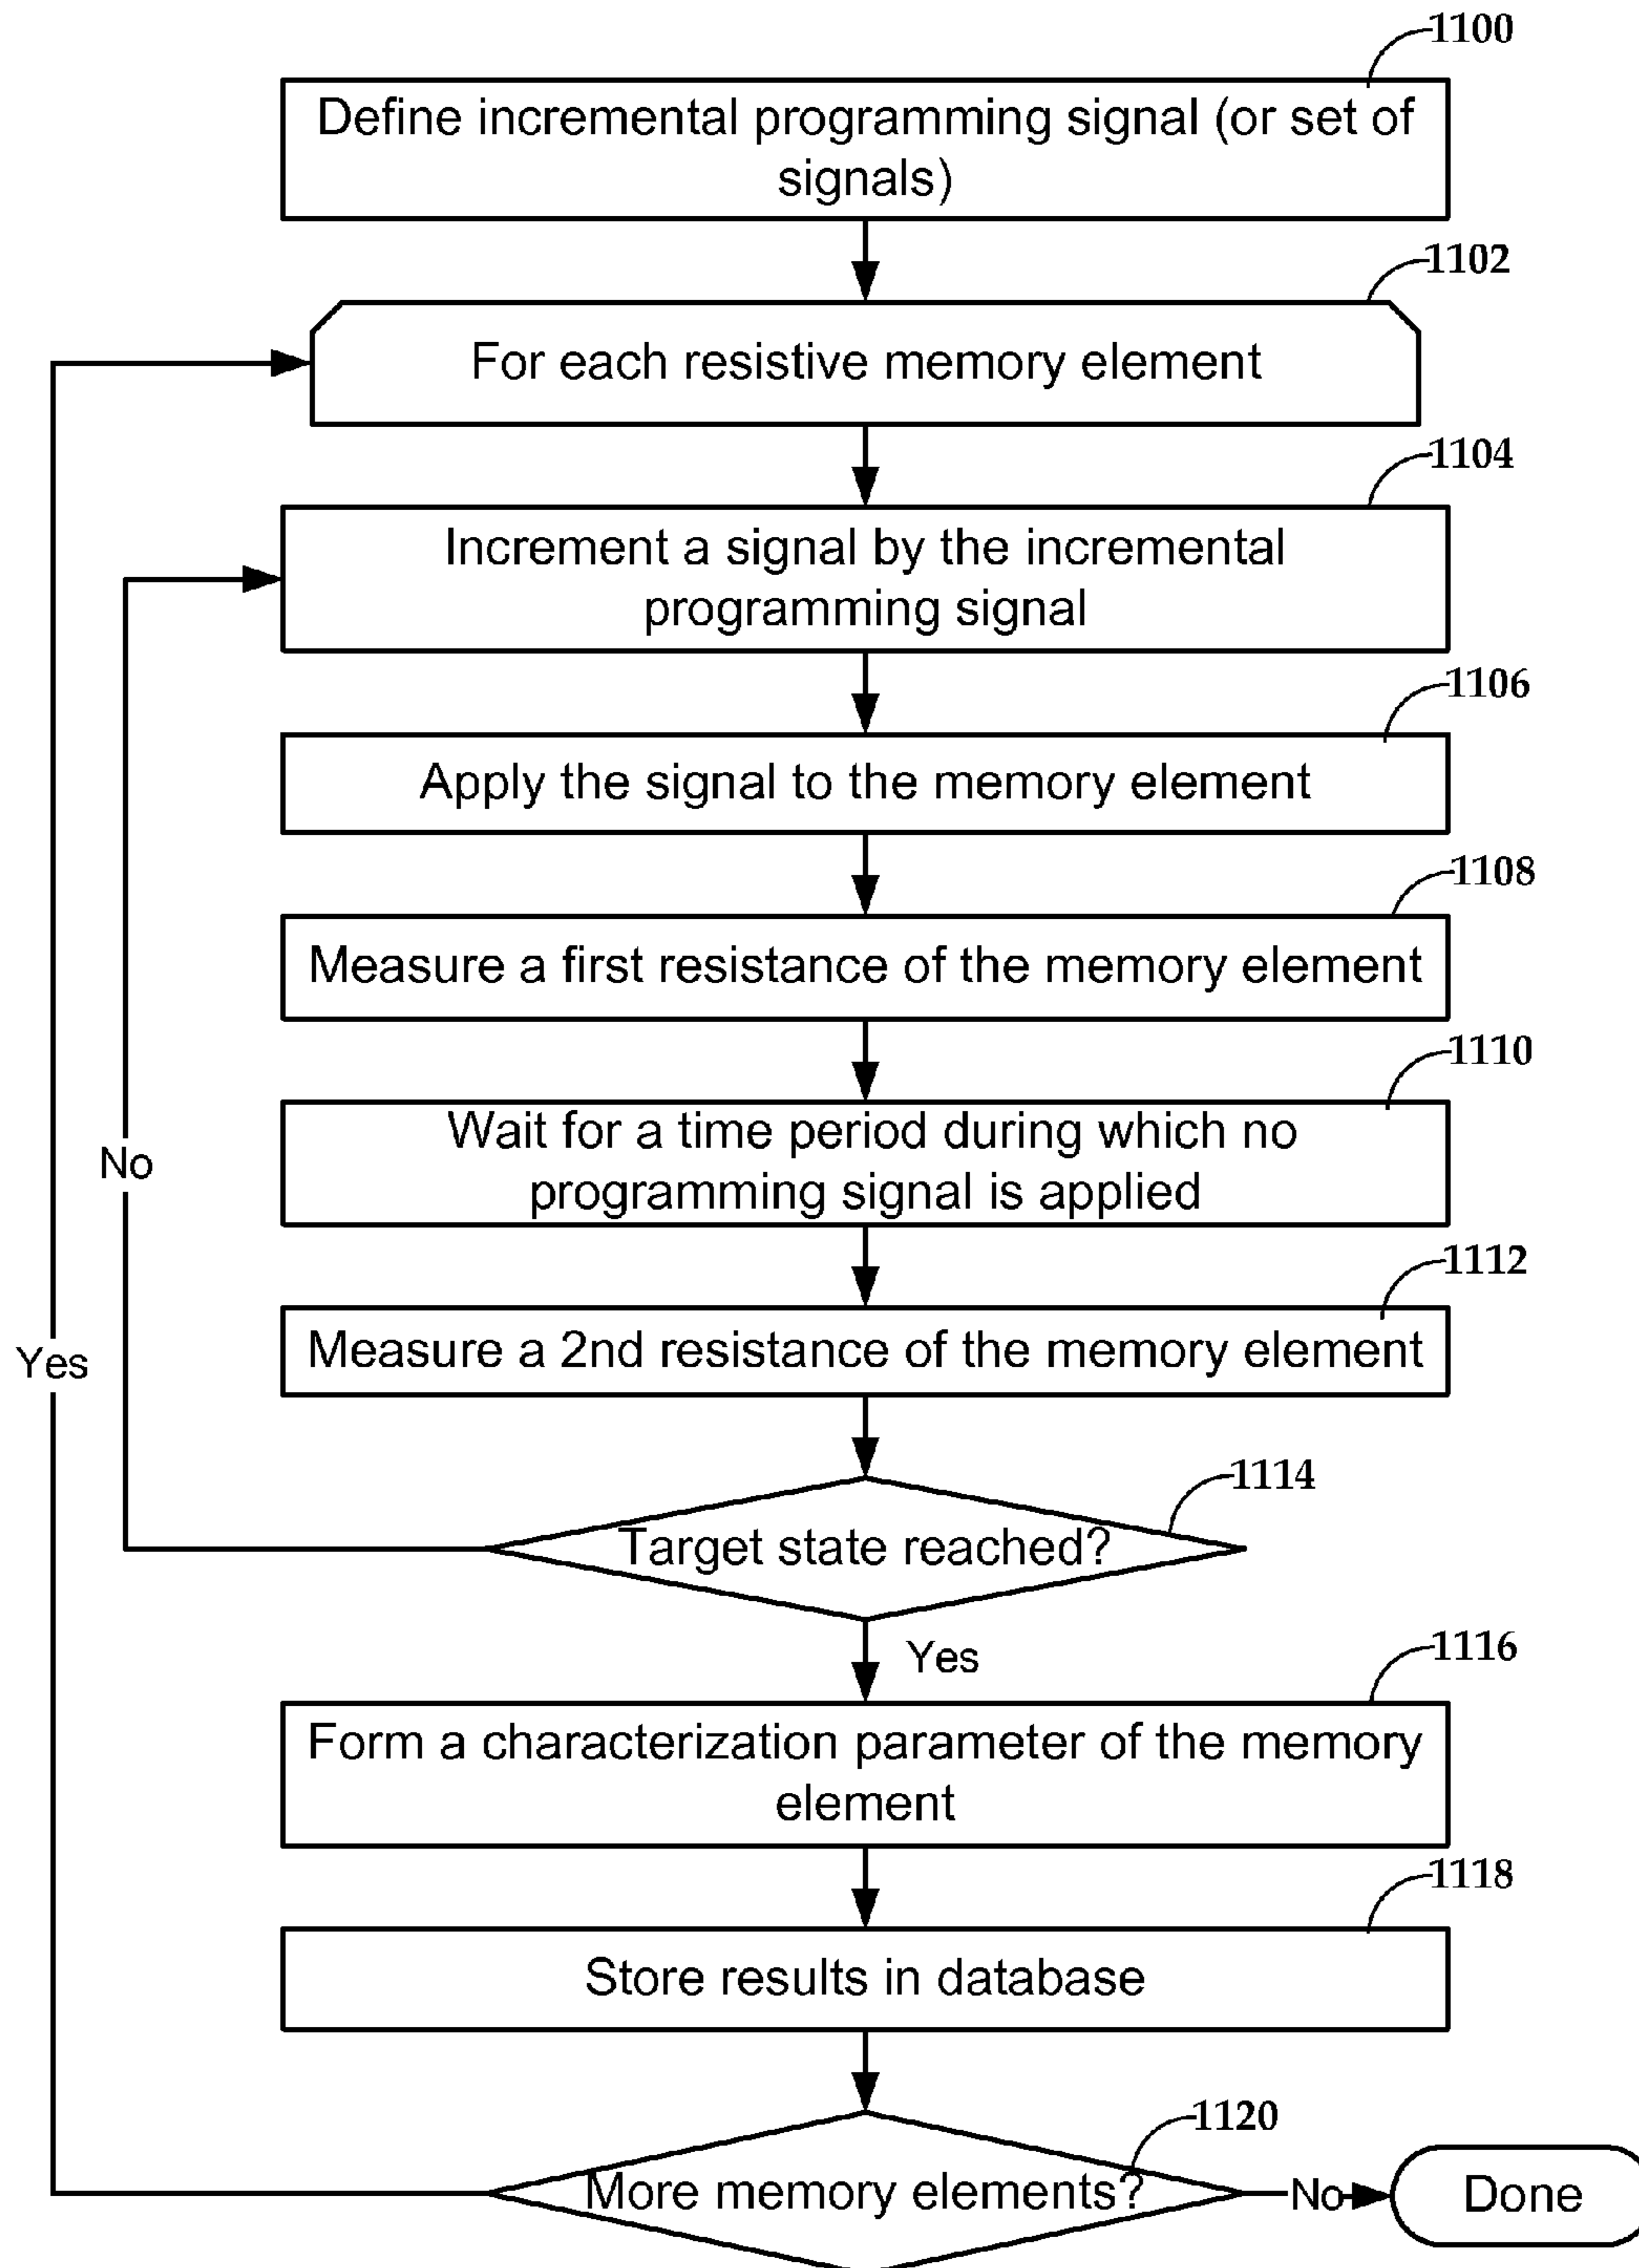 1100
Define incremental programming signal (or set of
signals)
1102
For each resistive memory element
1104
Increment a signal by the incremental
programming signal
1106
Apply the signal to the memory element
1108
Measure a first resistance of the memory element
1110
Wait for a time period during which no
programming signal is applied
No
1112
Measure a 2nd resistance of the memory element
Yes
1114
Target state reached?
Yes
1116
Form a characterization parameter of the memory
element
1118
Store results in database
1120
More memory elements?
No
Done